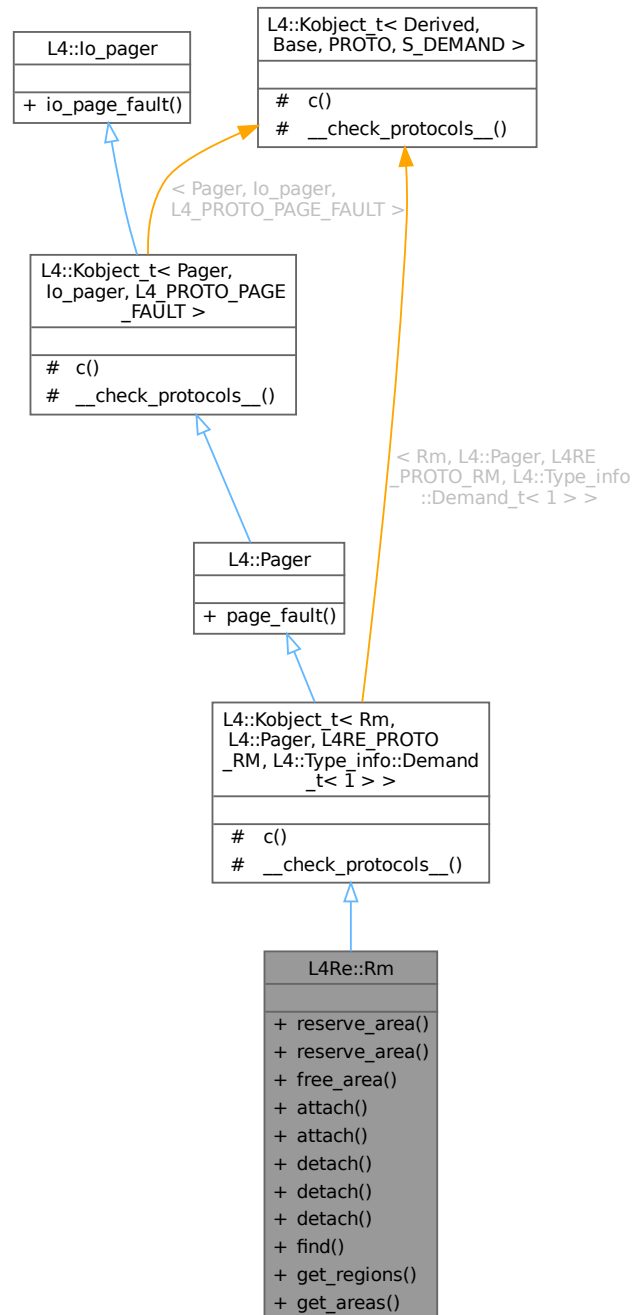 L4::Io_pager
+ io_page_fault()
L4::Kobject_t< Derived,
Base, PROTO, S_DEMAND >
# c()
# __check_protocols__()
< Pager, Io_pager,
L4_PROTO_PAGE_FAULT >
L4::Kobject_t< Pager,
Io_pager, L4_PROTO_PAGE
_FAULT >
# c()
# __check_protocols__()
< Rm, L4::Pager, L4RE
_PROTO_RM, L4::Type_info
::Demand_t< 1 > >
L4::Pager
+ page_fault()
L4::Kobject_t< Rm,
L4::Pager, L4RE_PROTO
_RM, L4::Type_info::Demand
_t< 1 > >
# c()
# __check_protocols__()
L4Re::Rm
+ reserve_area()
+ reserve_area()
+ free_area()
+ attach()
+ attach()
+ detach()
+ detach()
+ detach()
+ find()
+ get_regions()
+ get_areas()